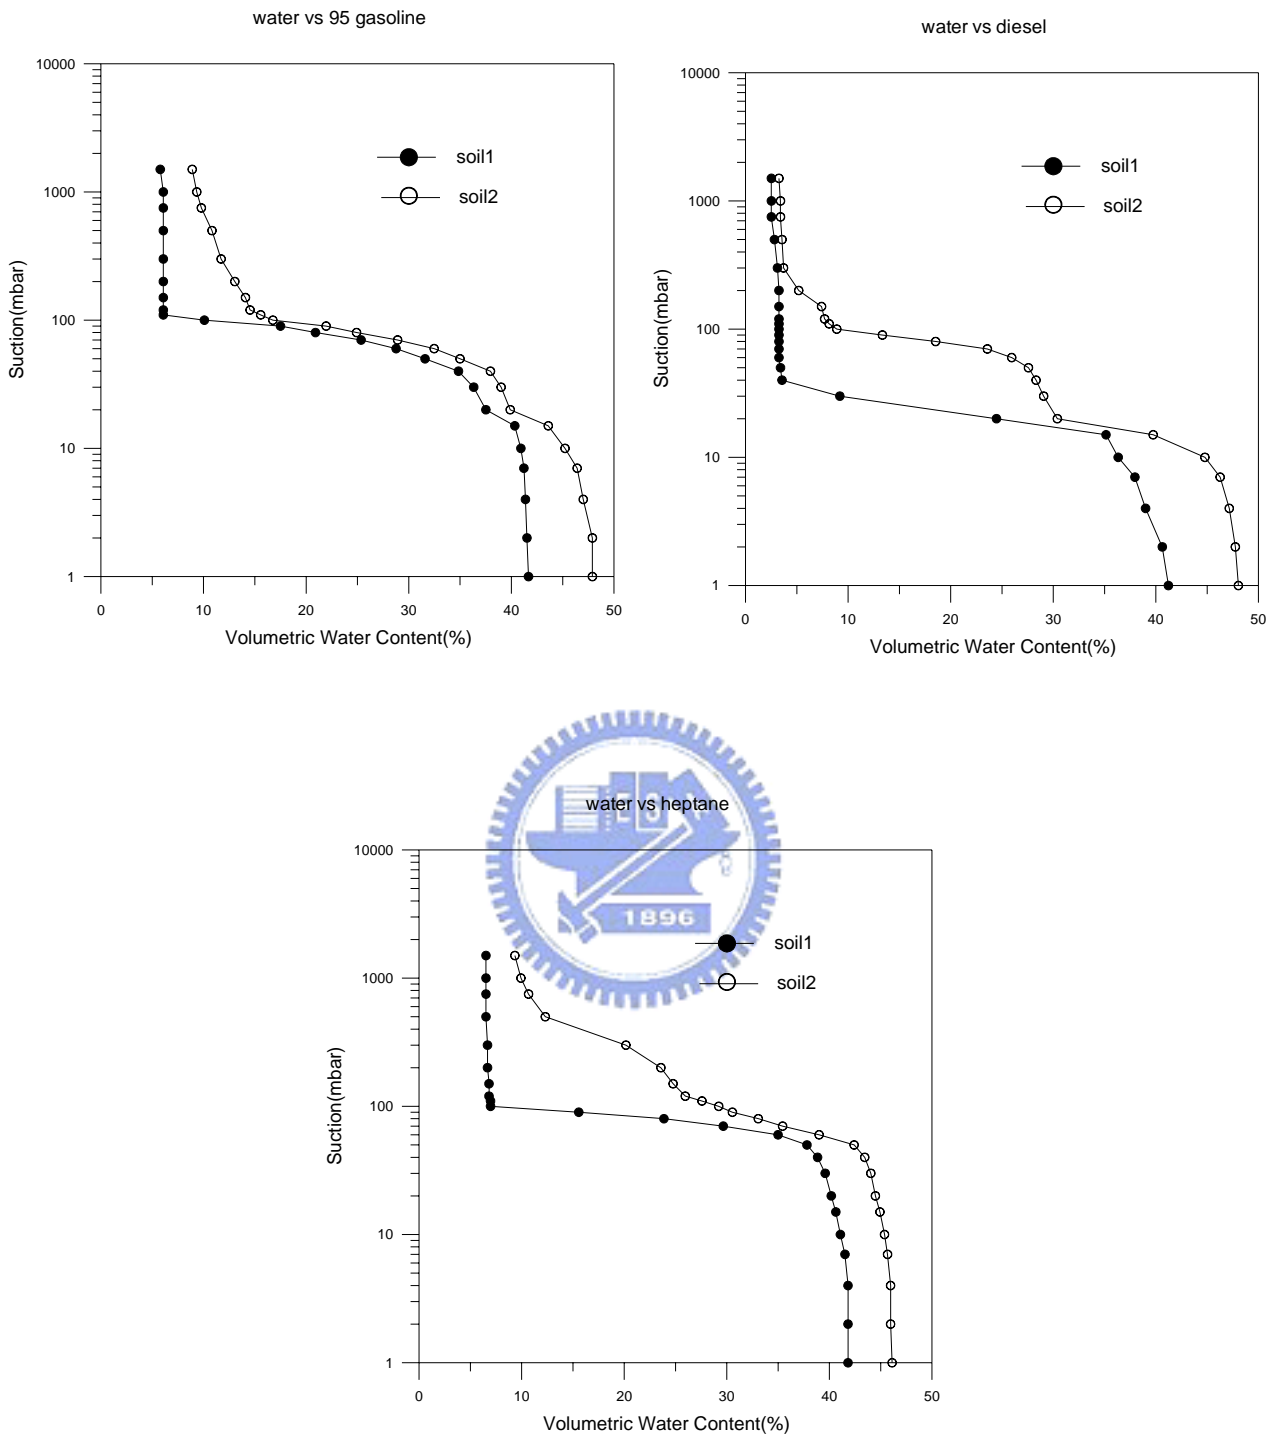 water vs 95 gasoline
10000
1000
100
10
1
Suction(mbar)
soil1
soil2
0 10 20 30 40 50
Volumetric Water Content(%)
water vs diesel
10000
1000
100
10
1
Suction(mbar)
soil1
soil2
0 10 20 30 40 50
Volumetric Water Content(%)
water vs heptane
10000
1000
100
10
1
Suction(mbar)
1896
soil1
soil2
0 10 20 30 40 50
Volumetric Water Content(%)